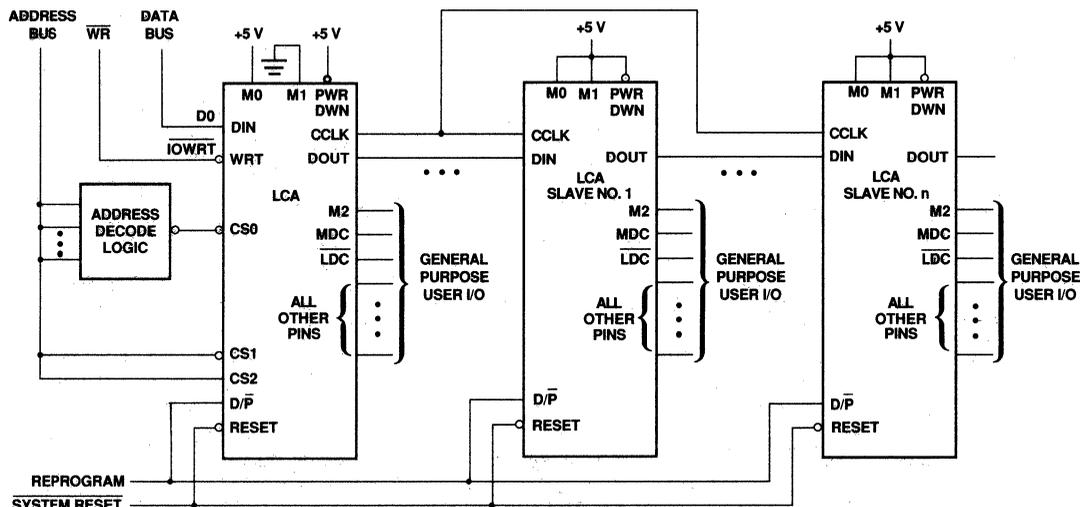 ADDRESS BUS
WR
DATA BUS
+5 V
+5 V
M0
M1
PWR DWN
D0
DIN
IOWRT
WRT
CCLK
DOUT
LCA
ADDRESS DECODE LOGIC
CS0
M2
MDC
LDC
GENERAL PURPOSE USER I/O
ALL OTHER PINS
CS1
CS2
D/P
RESET
REPROGRAM
SYSTEM RESET
+5 V
M0
M1
PWR DWN
CCLK
DIN
DOUT
LCA SLAVE NO. 1
M2
MDC
LDC
GENERAL PURPOSE USER I/O
ALL OTHER PINS
D/P
RESET
+5 V
M0
M1
PWR DWN
CCLK
DIN
DOUT
LCA SLAVE NO. n
M2
MDC
LDC
GENERAL PURPOSE USER I/O
ALL OTHER PINS
D/P
RESET